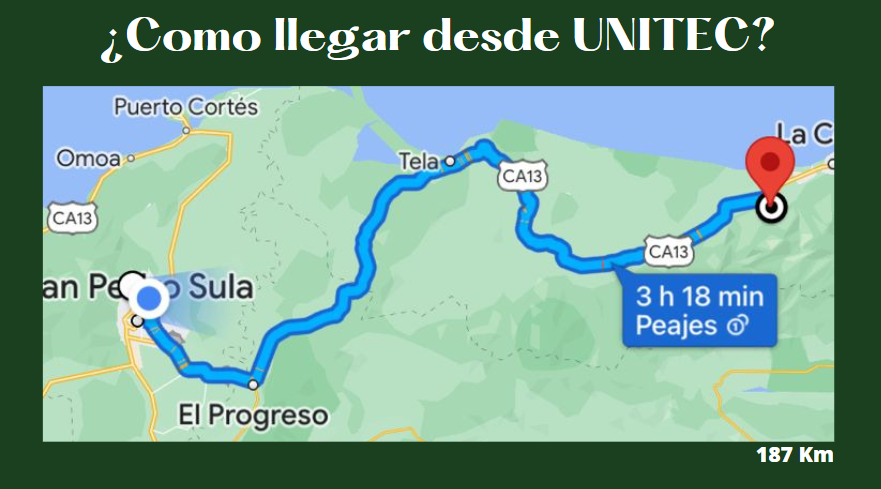 ¿Como llegar desde UNITEC?
Puerto Cortés
Omoa
Tela
La C
CA13
CA13
CA13
an Pe o Sula
3 h 18 min
Peajes
El Progreso
187 Km